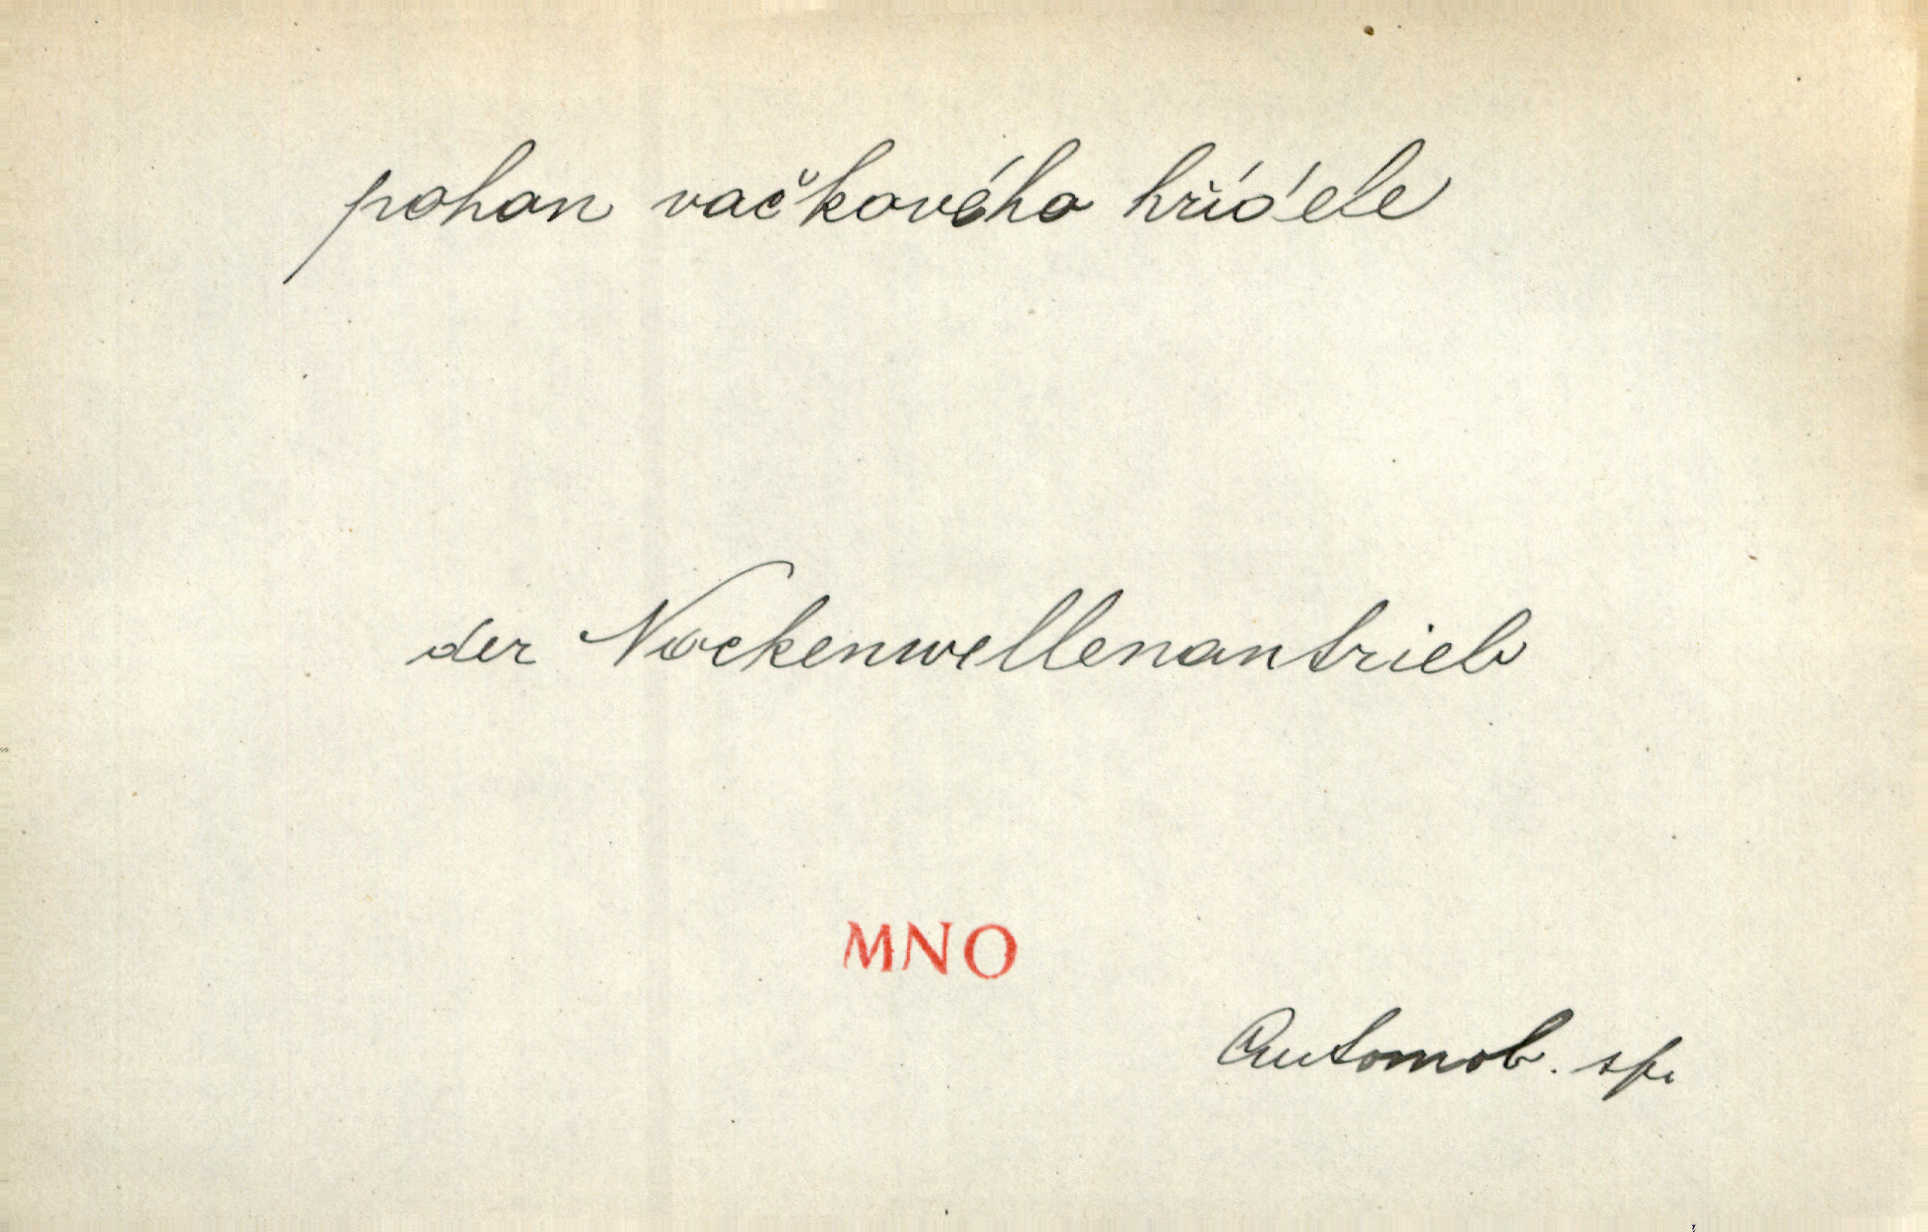 pohon vačkového hřídele
der Nockenwellenantrieb
MNO
Automob. sp.